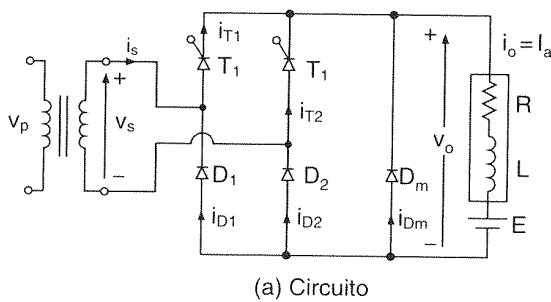 i_T1
i_s
+
T_1
T_1
+
i_o = I_a
R
v_p
v_s
i_T2
v_o
L
−
D_1
D_2
D_m
i_D1
i_D2
i_Dm
−
E
(a) Circuito